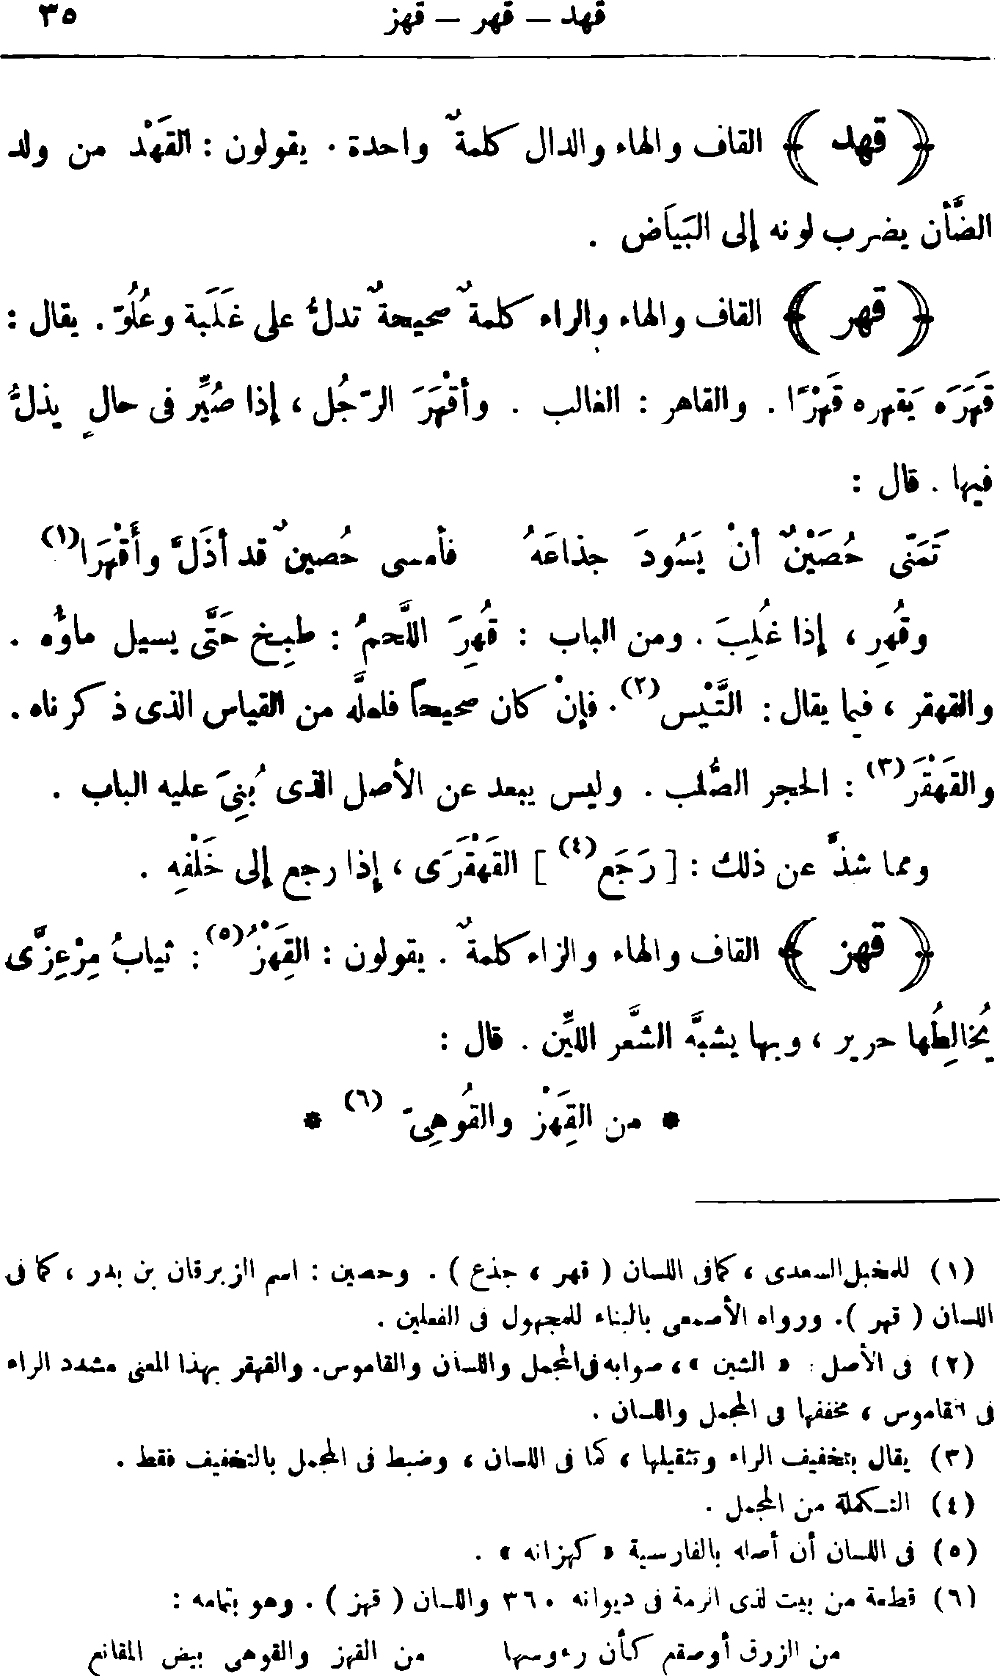 قهد — قهر — قهز ٣٥
﴿ قهد ﴾ القاف والهاء والدال كلمةٌ واحدة . يقولون : القَهْد من ولد
الضَّأن يضرب لونه إلى البَيَاض .
﴿ قهر ﴾ القاف والهاء والراء كلمةٌ صحيحةٌ تدلُّ على غَلَبة وعُلُوّ . يقال :
قَهَرَه يَقهره قَهْرًا . والقاهر : الغالب . وأقْهَرَ الرّجُل ، إذا صُيِّر فى حالٍ يذلُّ
فيها . قال :
تَمَنّى حُصَيْنٌ أنْ يَسُودَ جذاعَهُ فأمسى حُصينٌ قد أذَلَّ وأَقْهَرَا(١)
وقُهِر ، إذا غُلِبَ . ومن الباب : قُهِرَ اللَّحمُ : طبِخ حَتَّى يسيل ماؤُه .
والقهقر ، فيما يقال : التَّيْس(٢) . فإنْ كان صحيحاً فلعلَّه من القياس الذى ذكرناه .
والقَهْقَر(٣) : الحجر الصُّلب . وليس يبعد عن الأصل الذى بُنِىَ عليه الباب .
ومما شذَّ عن ذلك : [ رَجَع(٤) ] القَهْقَرَى ، إذا رجع إلى خَلْفِه .
﴿ قهز ﴾ القاف والهاء والزاء كلمةٌ . يقولون : القِهْزُ(٥) : ثيابُ مِرْعِزَّى
يُخالِطُها حرير ، وبها يشبَّه الشعَّر الليِّن . قال :
* من القِهْز والقُوهِىّ (٦) *
(١) للمخبل السعدى ، كما فى اللسان ( قهر ، جذع ) . وحصين : اسم الزبرقان بن بدر ، كما فى
اللسان ( قهر ) . ورواه الأصمعى بالبناء للمجهول فى الفعلين .
(٢) فى الأصل : « الشين » ، صوابه فى المجمل واللسان والقاموس . والقهقر بهذا المعنى مشدد الراء
فى القاموس ، مخففها فى المجمل واللسان .
(٣) يقال بتخفيف الراء وتثقيلها ، كما فى اللسان ، وضبط فى المجمل بالتخفيف فقط .
(٤) التكملة من المجمل .
(٥) فى اللسان أن أصله بالفارسية « كهزانه » .
(٦) قطعة من بيت لذى الرمة فى ديوانه ٣٦٠ واللسان ( قهز ) . وهو بتمامه :
من الزرق أو صقع كأن رءوسها من القهز والقوهى بيض المقانع